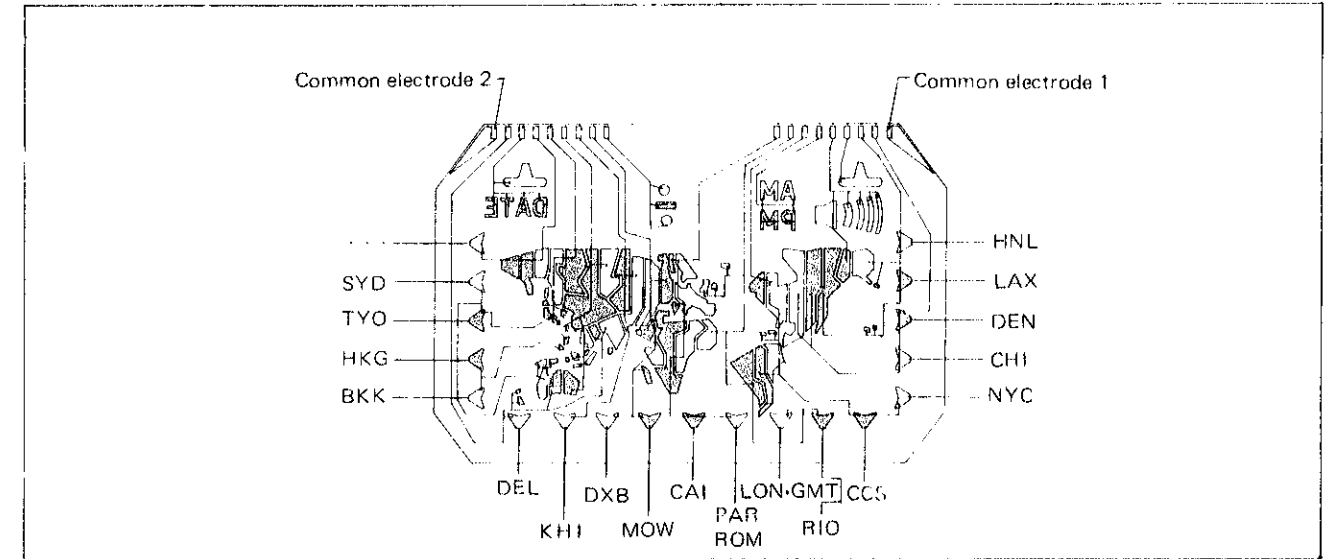 Common electrode 2
Common electrode 1
DATE
AM
PM
HNL
SYD
LAX
TYO
DEN
HKG
CHI
BKK
NYC
DEL
DXB
CAI
LON·GMT
CCS
KHI
MOW
PAR
ROM
RIO